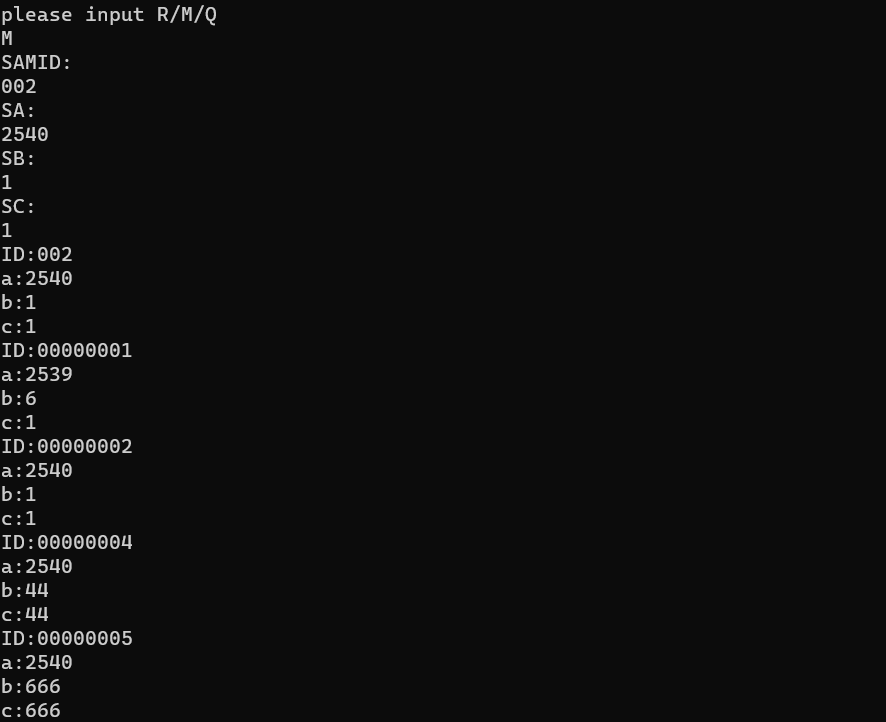 please input R/M/Q
M
SAMID:
002
SA:
2540
SB:
1
SC:
1
ID:002
a:2540
b:1
c:1
ID:00000001
a:2539
b:6
c:1
ID:00000002
a:2540
b:1
c:1
ID:00000004
a:2540
b:44
c:44
ID:00000005
a:2540
b:666
c:666